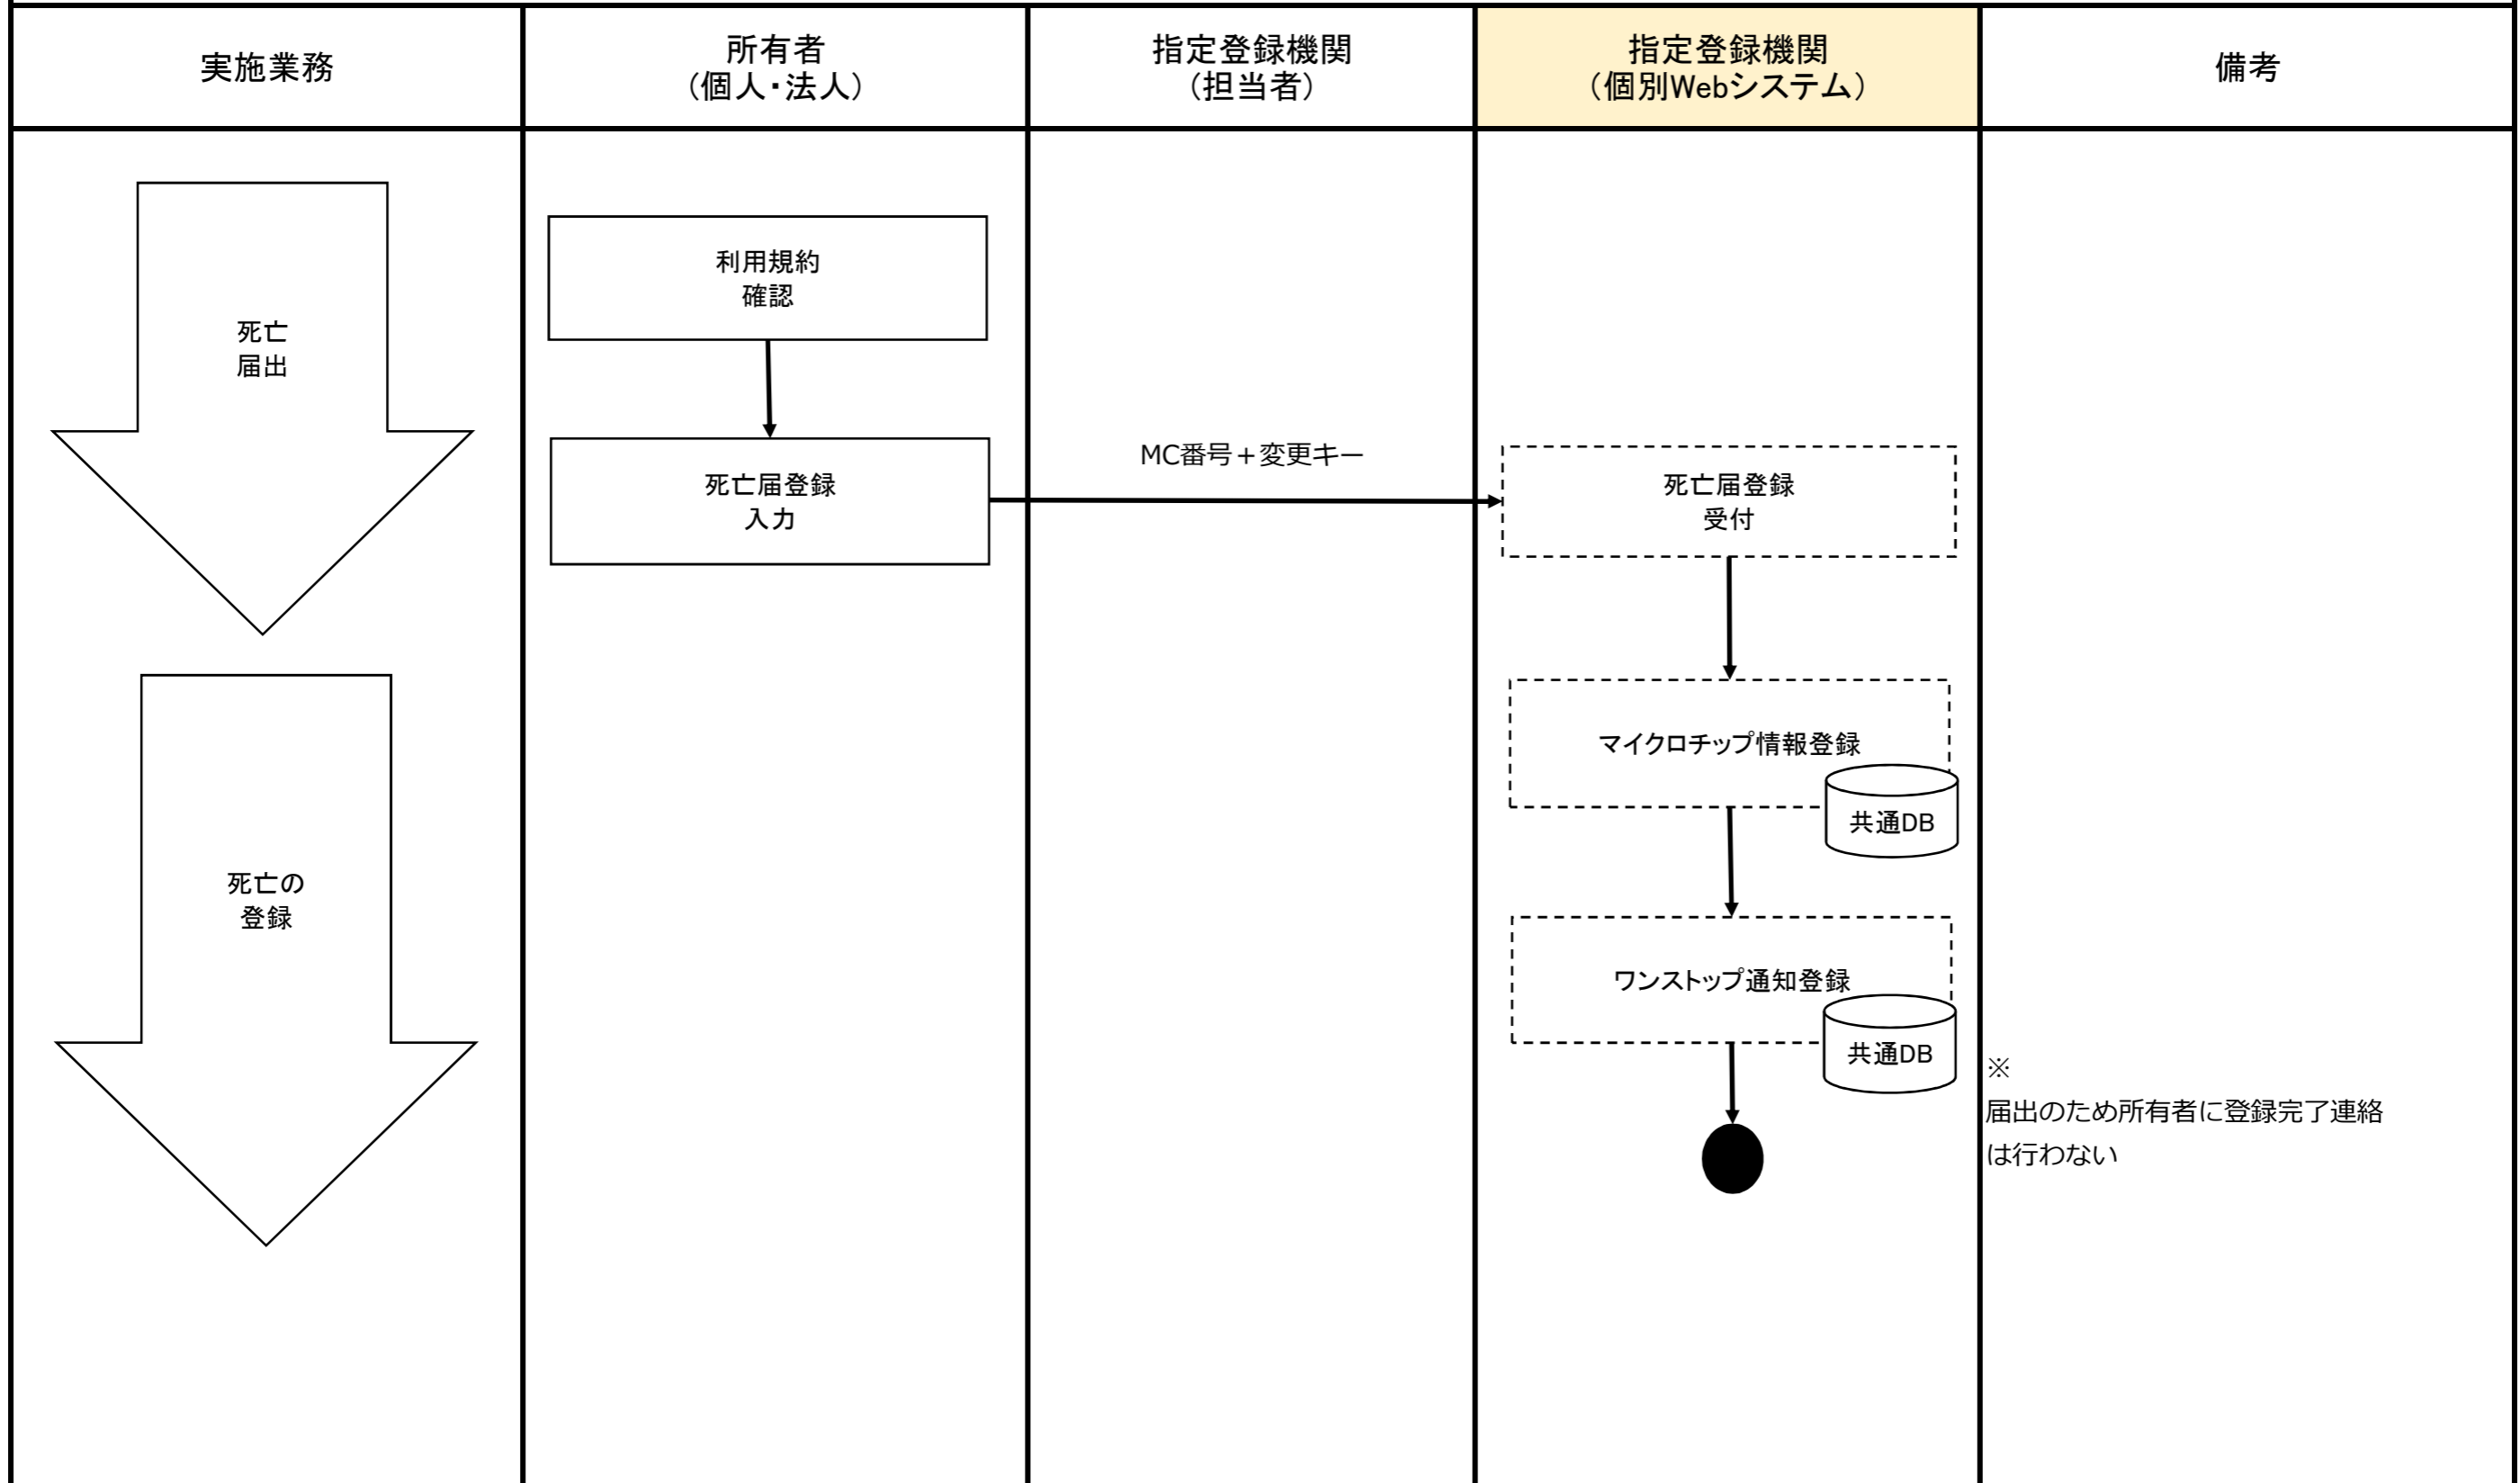 実施業務
所有者
（個人・法人）
指定登録機関
（担当者）
指定登録機関
（個別Webシステム）
備考
死亡
届出
利用規約
確認
死亡届登録
入力
MC番号＋変更キー
死亡届登録
受付
死亡の
登録
マイクロチップ情報登録
共通DB
ワンストップ通知登録
共通DB
※
届出のため所有者に登録完了連絡
は行わない